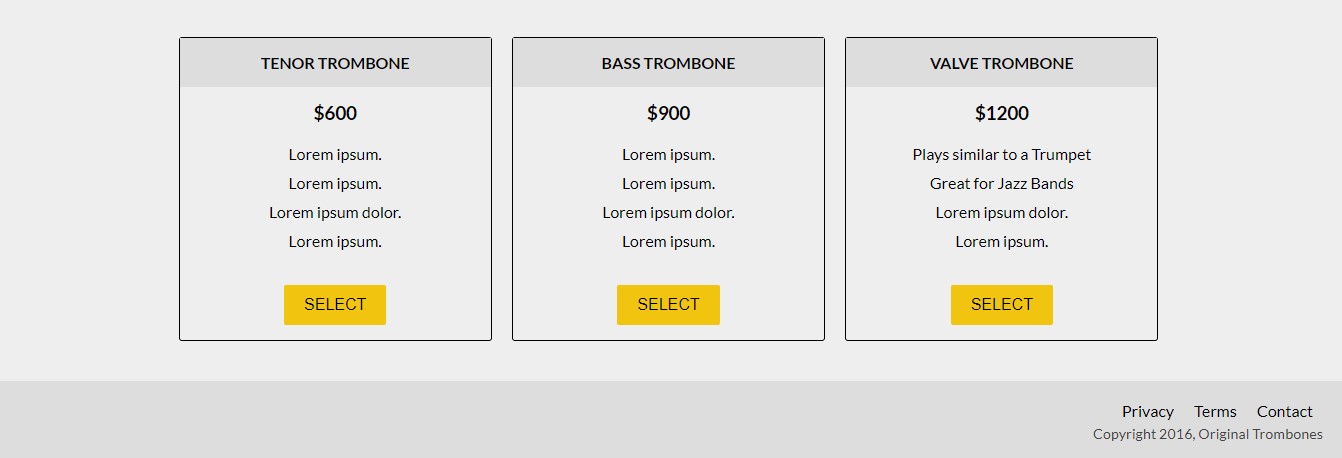 TENOR TROMBONE
$600
Lorem ipsum.
Lorem ipsum.
Lorem ipsum dolor.
Lorem ipsum.
SELECT
BASS TROMBONE
$900
Lorem ipsum.
Lorem ipsum.
Lorem ipsum dolor.
Lorem ipsum.
SELECT
VALVE TROMBONE
$1200
Plays similar to a Trumpet
Great for Jazz Bands
Lorem ipsum dolor.
Lorem ipsum.
SELECT
Privacy Terms Contact
Copyright 2016, Original Trombones